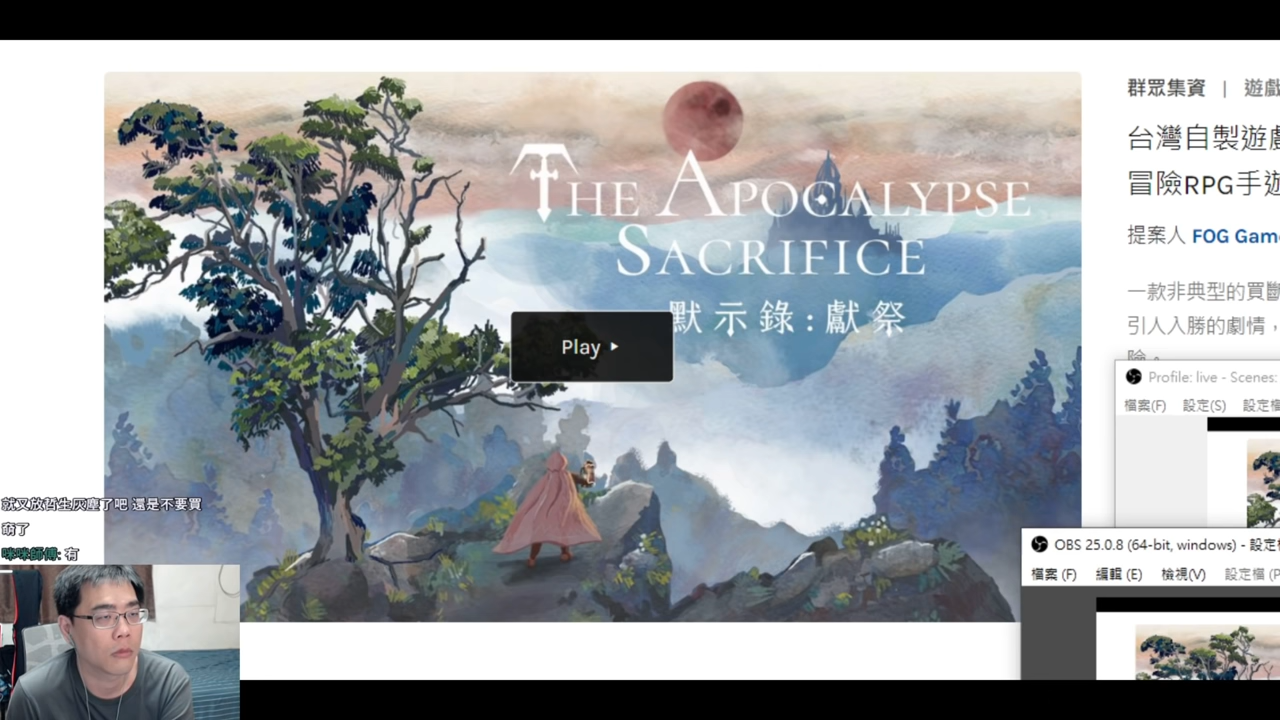 群眾集資 | 遊戲
台灣自製遊戲
冒險RPG手遊
提案人 FOG Game
一款非典型的買斷
引人入勝的劇情，
險。
THE APOCALYPSE
SACRIFICE
默示錄:獻祭
Play
Profile: live - Scenes:
檔案(F) 設定(S) 設定檔
OBS 25.0.8 (64-bit, windows) - 設定檔
檔案 (F) 編輯 (E) 檢視(V) 設定檔 (P
就又放哲生灰塵了吧 還是不要買
萌了
咪咪師傅: 有